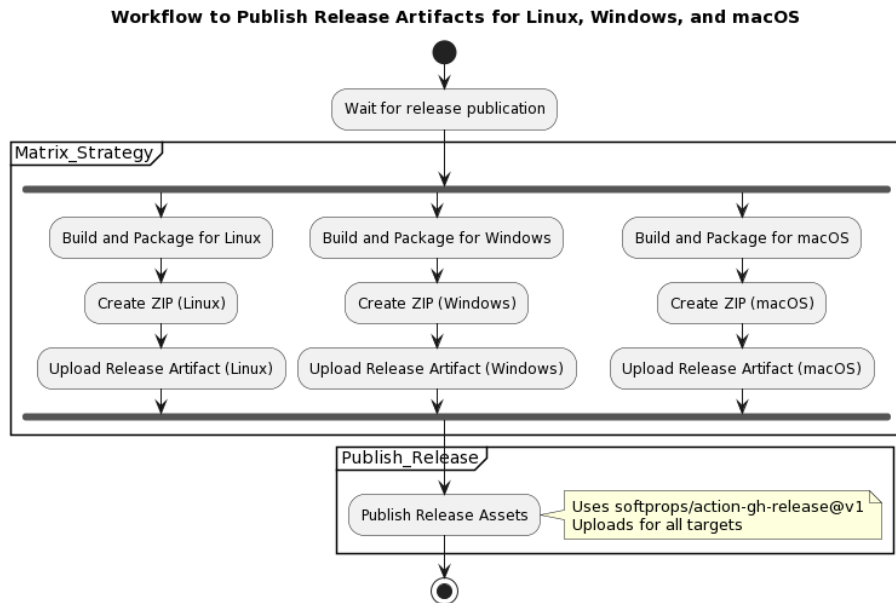 Workflow to Publish Release Artifacts for Linux, Windows, and macOS
Wait for release publication
Matrix_Strategy
Build and Package for Linux
Build and Package for Windows
Build and Package for macOS
Create ZIP (Linux)
Create ZIP (Windows)
Create ZIP (macOS)
Upload Release Artifact (Linux)
Upload Release Artifact (Windows)
Upload Release Artifact (macOS)
Publish_Release
Publish Release Assets
Uses softprops/action-gh-release@v1
Uploads for all targets